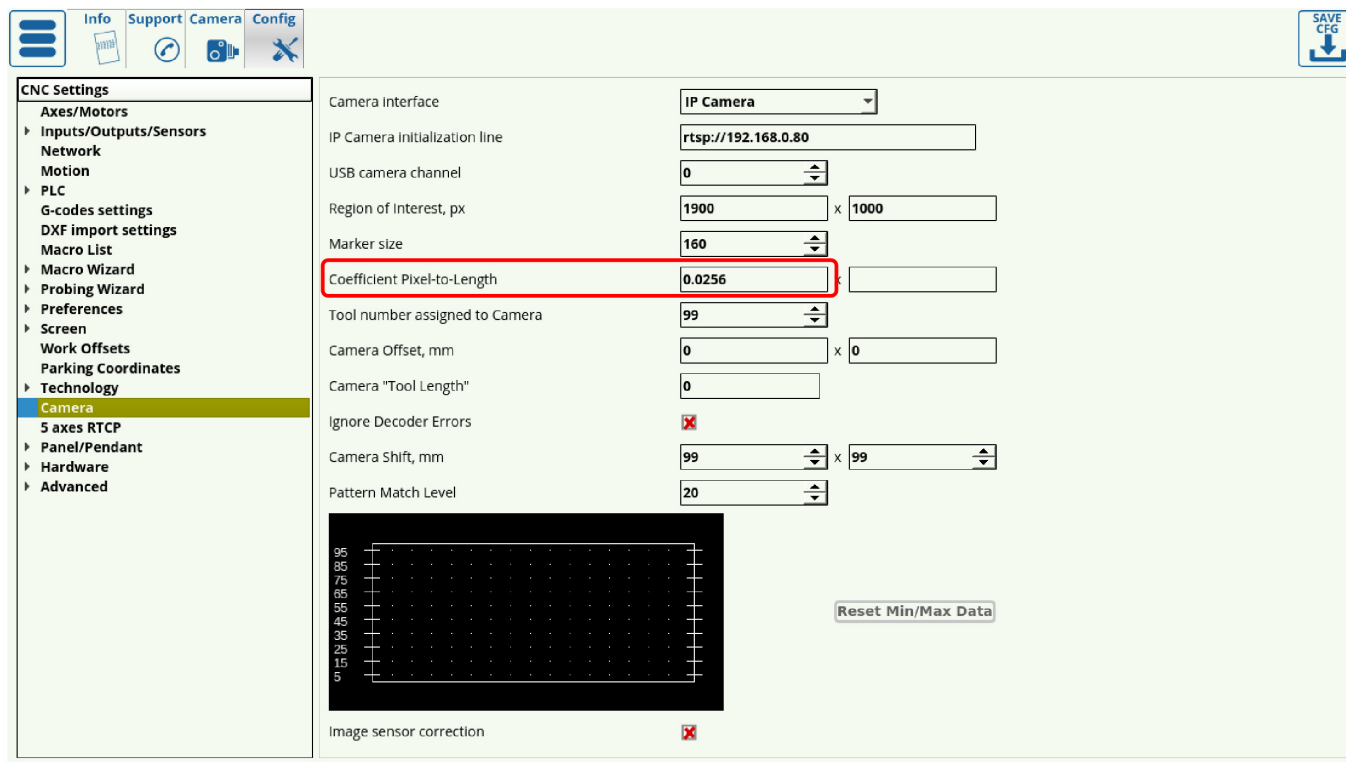 Info Support Camera Config
SAVE
CFG
CNC Settings
Axes/Motors
Inputs/Outputs/Sensors
Network
Motion
PLC
G-codes settings
DXF import settings
Macro List
Macro Wizard
Probing Wizard
Preferences
Screen
Work Offsets
Parking Coordinates
Technology
Camera
5 axes RTCP
Panel/Pendant
Hardware
Advanced
Camera interface IP Camera
IP Camera initialization line rtsp://192.168.0.80
USB camera channel 0
Region of Interest, px 1900 x 1000
Marker size 160
Coefficient Pixel-to-Length 0.0256 x
Tool number assigned to Camera 99
Camera Offset, mm 0 x 0
Camera "Tool Length" 0
Ignore Decoder Errors
Camera Shift, mm 99 x 99
Pattern Match Level 20
95
85
75
65
55
45
35
25
15
5
Reset Min/Max Data
Image sensor correction